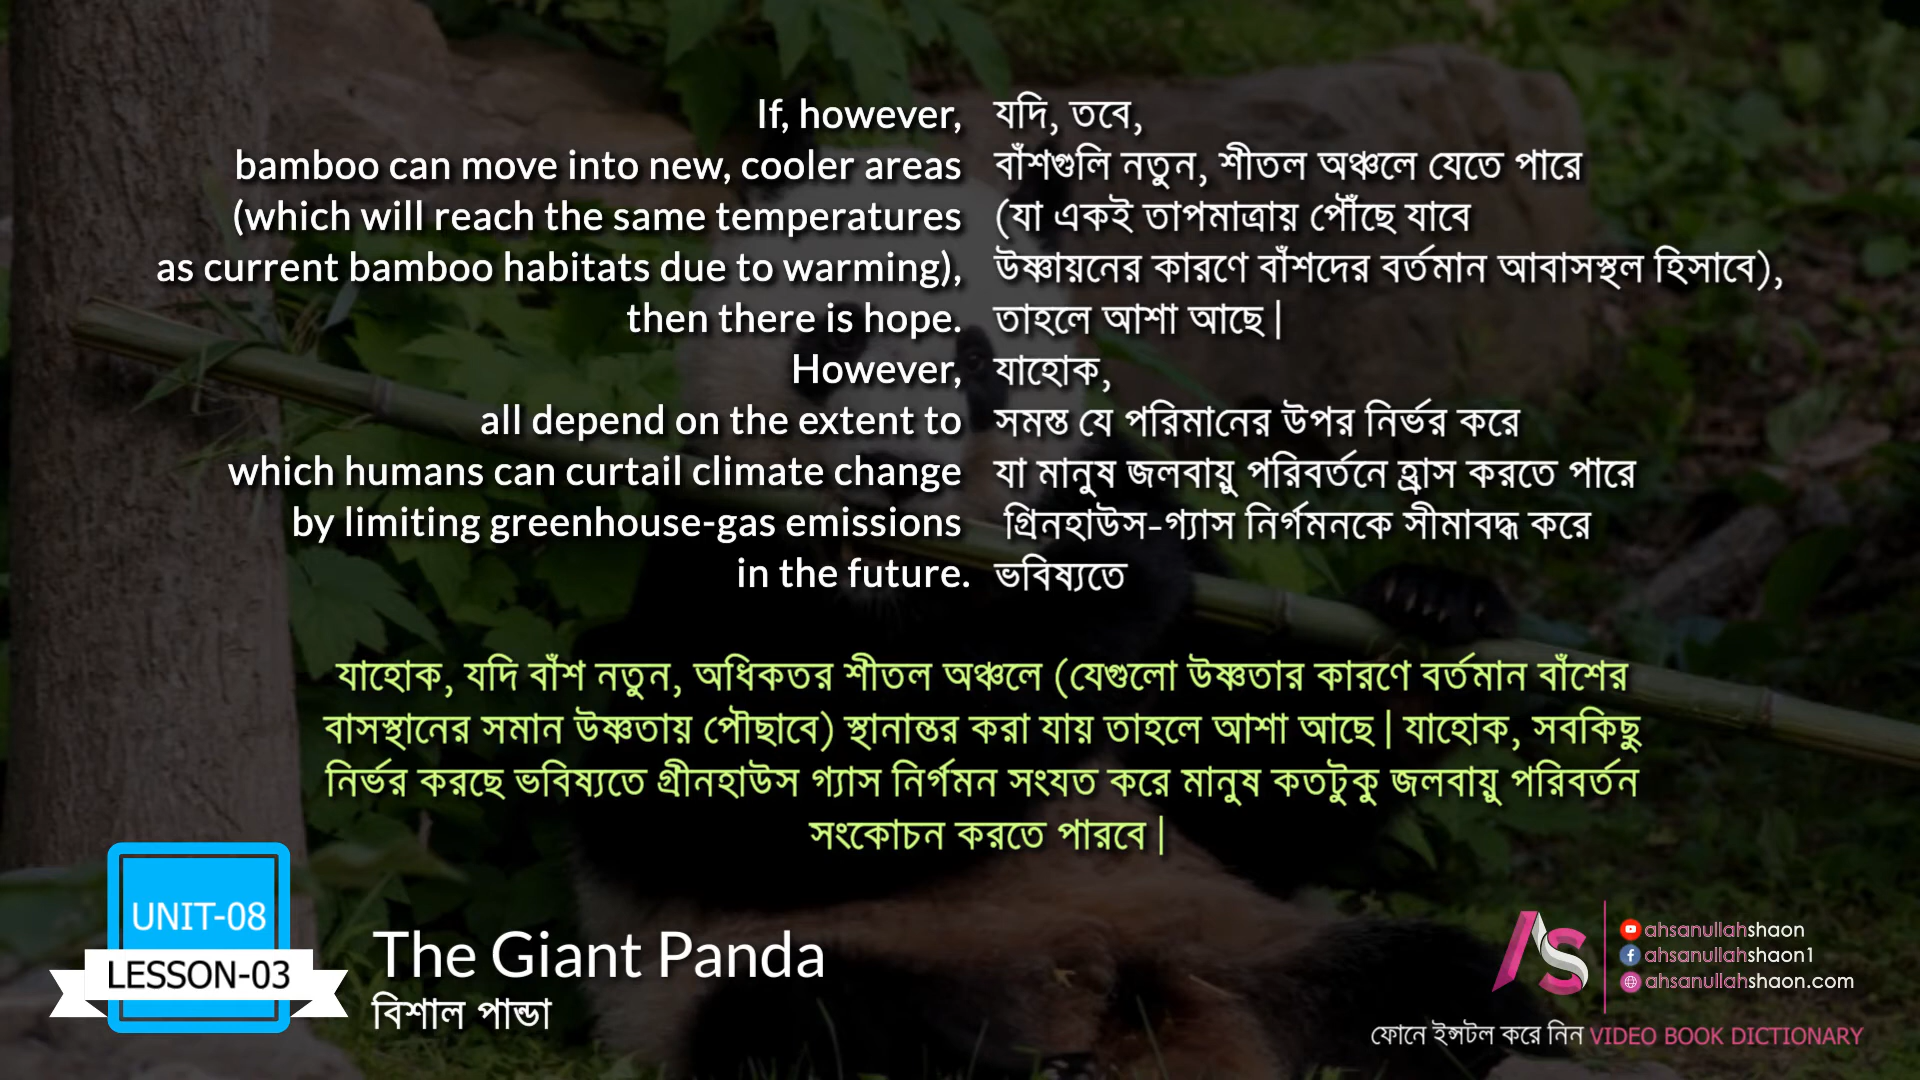 If, however,
bamboo can move into new, cooler areas
(which will reach the same temperatures
as current bamboo habitats due to warming),
then there is hope.
However,
all depend on the extent to
which humans can curtail climate change
by limiting greenhouse-gas emissions
in the future.
যদি, তবে,
বাঁশগুলি নতুন, শীতল অঞ্চলে যেতে পারে
(যা একই তাপমাত্রায় পৌঁছে যাবে
উষ্ণায়নের কারণে বাঁশদের বর্তমান আবাসস্থল হিসাবে),
তাহলে আশা আছে |
যাহোক,
সমস্ত যে পরিমানের উপর নির্ভর করে
যা মানুষ জলবায়ু পরিবর্তনে হ্রাস করতে পারে
গ্রিনহাউস-গ্যাস নির্গমনকে সীমাবদ্ধ করে
ভবিষ্যতে
যাহোক, যদি বাঁশ নতুন, অধিকতর শীতল অঞ্চলে (যেগুলো উষ্ণতার কারণে বর্তমান বাঁশের
বাসস্থানের সমান উষ্ণতায় পৌছাবে) স্থানান্তর করা যায় তাহলে আশা আছে | যাহোক, সবকিছু
নির্ভর করছে ভবিষ্যতে গ্রীনহাউস গ্যাস নির্গমন সংযত করে মানুষ কতটুকু জলবায়ু পরিবর্তন
সংকোচন করতে পারবে |
UNIT-08
LESSON-03
The Giant Panda
বিশাল পান্ডা
AS
ahsanullahshaon
ahsanullahshaon1
ahsanullahshaon.com
ফোনে ইন্সটল করে নিন VIDEO BOOK DICTIONARY